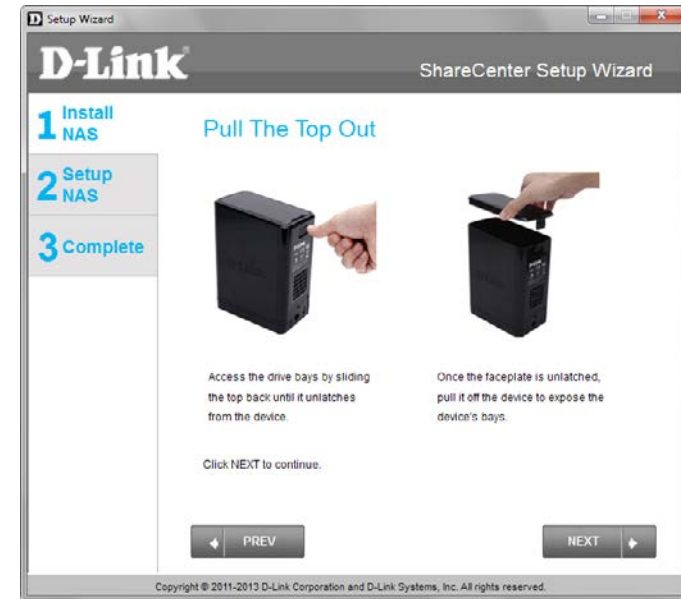 Setup Wizard
D-Link
ShareCenter Setup Wizard
1 Install
NAS
2 Setup
NAS
3 Complete
Pull The Top Out
Access the drive bays by sliding
the top back until it unlatches
from the device.
Once the faceplate is unlatched,
pull it off the device to expose the
device's bays.
Click NEXT to continue.
PREV
NEXT
Copyright © 2011-2013 D-Link Corporation and D-Link Systems, Inc. All rights reserved.